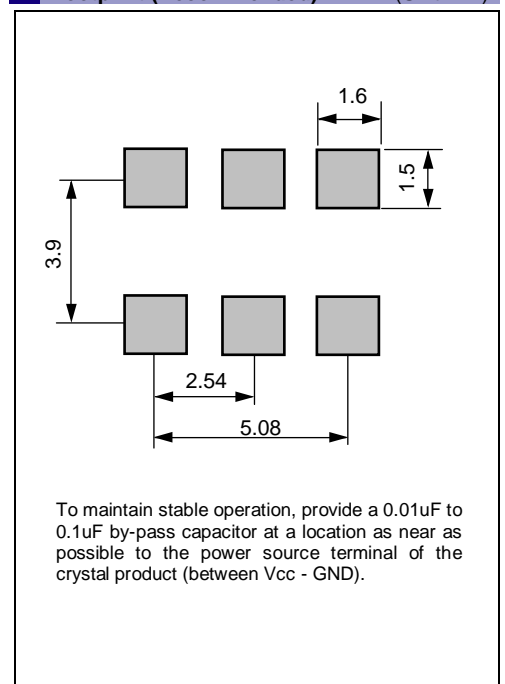 1.6
1.5
3.9
2.54
5.08
To maintain stable operation, provide a 0.01uF to
0.1uF by-pass capacitor at a location as near as
possible to the power source terminal of the
crystal product (between Vcc - GND).